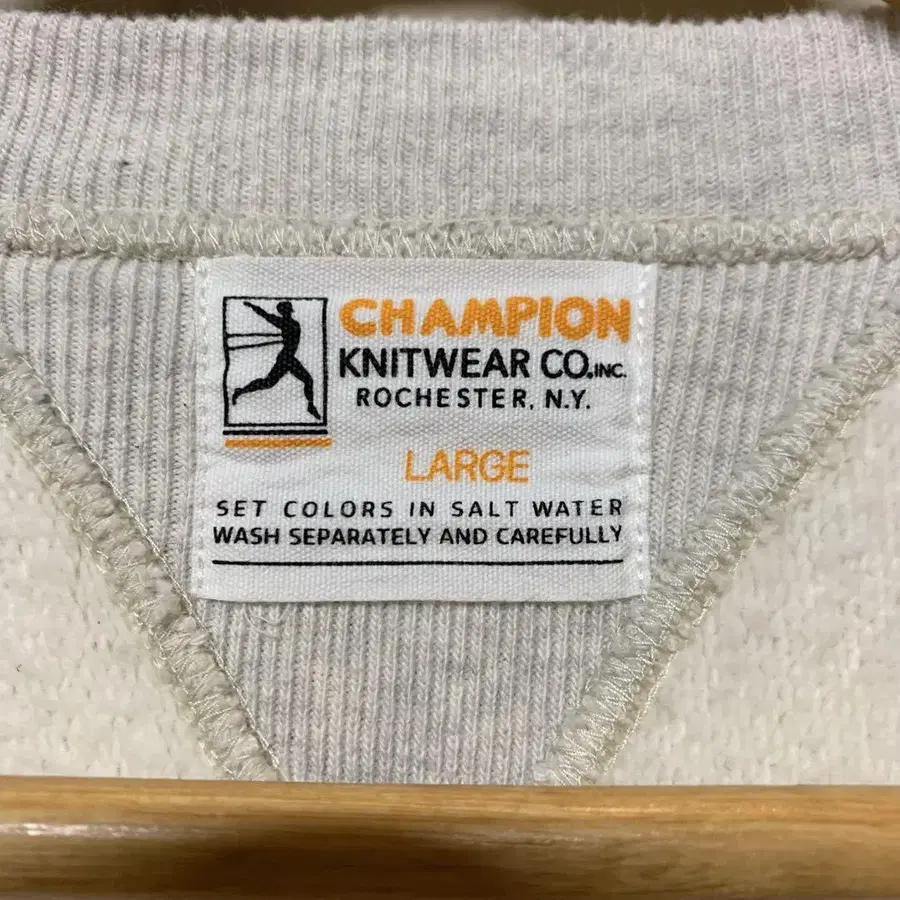 CHAMPION
KNITWEAR CO.,INC.
ROCHESTER, N.Y.
LARGE
SET COLORS IN SALT WATER
WASH SEPARATELY AND CAREFULLY